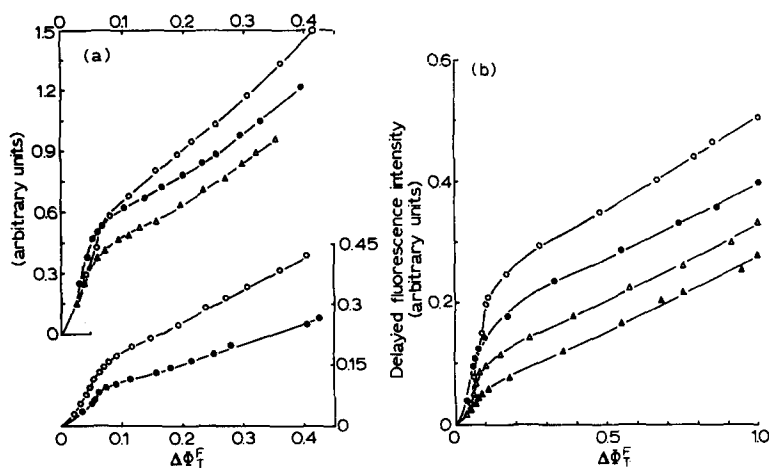 0 0.1 0.2 0.3 0.4
(a)
1.5
1.2
0.9
0.6
0.3
0
(arbitrary units)
0.45
0.3
0.15
0
0 0.1 0.2 0.3 0.4
ΔΦ_T^F
(b)
0.6
0.4
0.2
0
Delayed fluorescence intensity
(arbitrary units)
0 0.5 1.0
ΔΦ_T^F